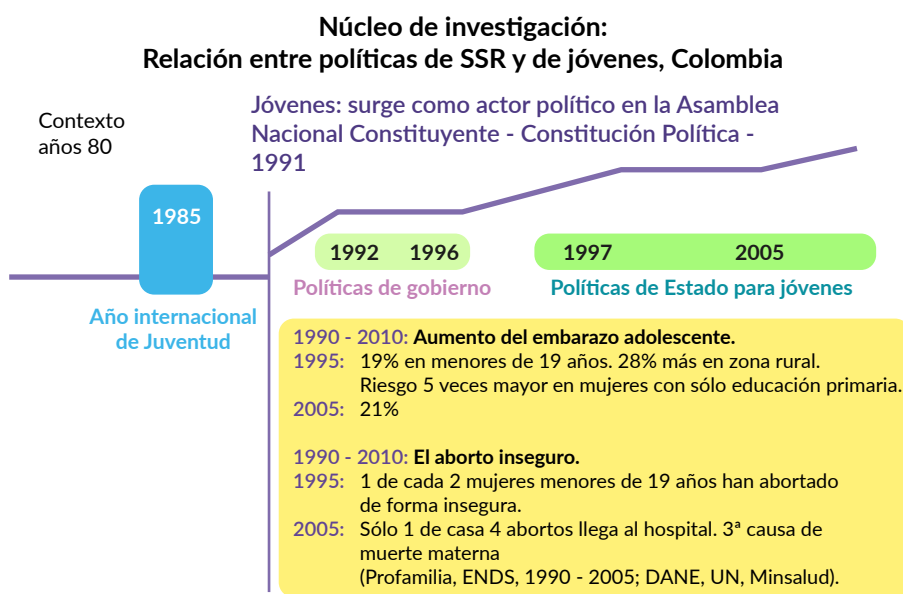 Núcleo de investigación:
Relación entre políticas de SSR y de jóvenes, Colombia
Contexto
años 80
Jóvenes: surge como actor político en la Asamblea
Nacional Constituyente - Constitución Política -
1991
1985
Año internacional
de Juventud
1992 1996
Políticas de gobierno
1997 2005
Políticas de Estado para jóvenes
1990 - 2010: Aumento del embarazo adolescente.
1995: 19% en menores de 19 años. 28% más en zona rural.
Riesgo 5 veces mayor en mujeres con sólo educación primaria.
2005: 21%
1990 - 2010: El aborto inseguro.
1995: 1 de cada 2 mujeres menores de 19 años han abortado
de forma insegura.
2005: Sólo 1 de casa 4 abortos llega al hospital. 3ª causa de
muerte materna
(Profamilia, ENDS, 1990 - 2005; DANE, UN, Minsalud).